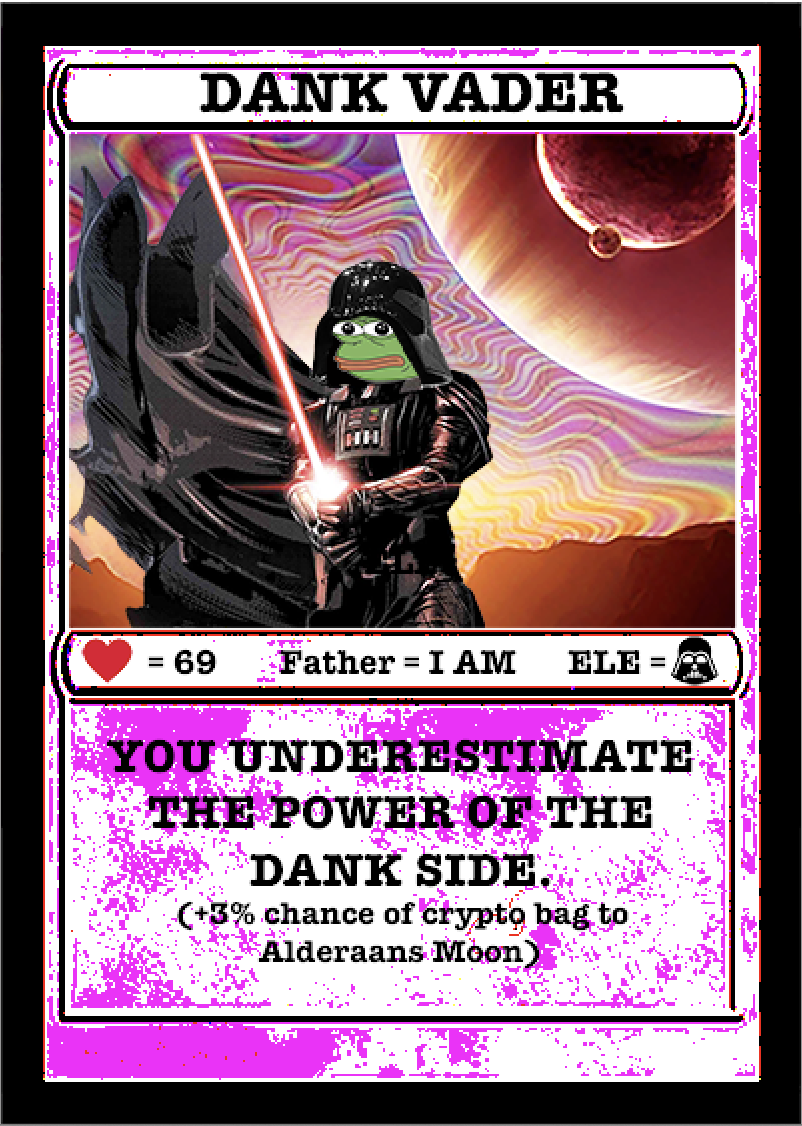 DANK VADER
= 69 Father = I AM ELE =
YOU UNDERESTIMATE
THE POWER OF THE
DANK SIDE.
(+3% chance of crypto bag to
Alderaans Moon)